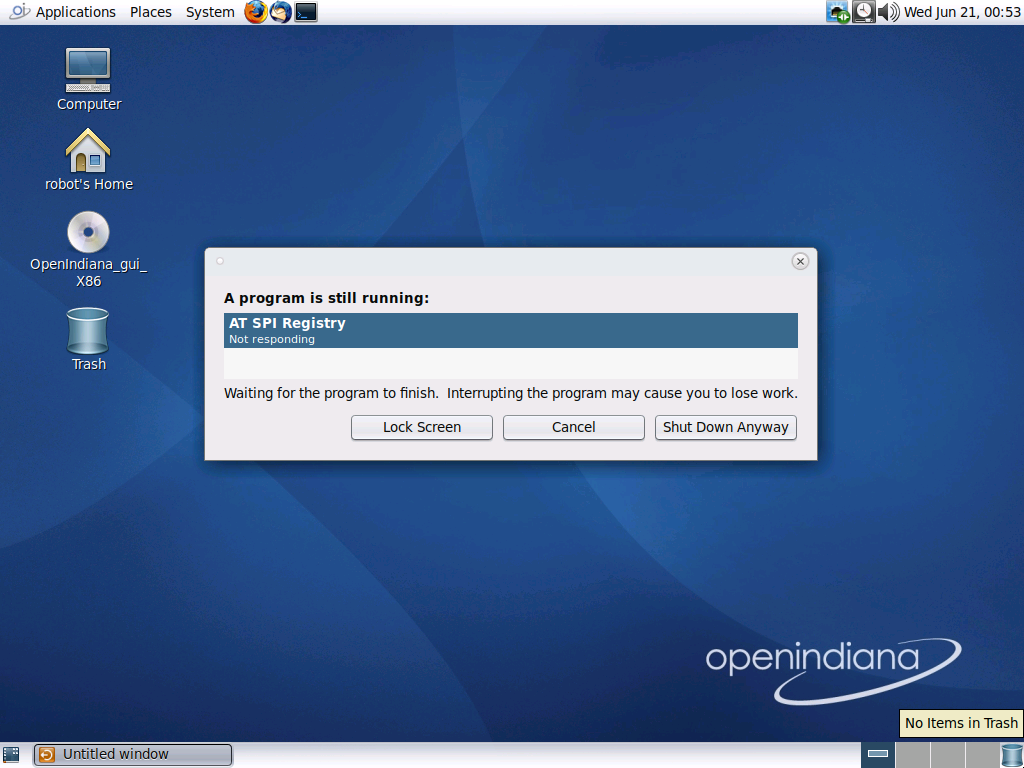 Applications Places System
Wed Jun 21, 00:53
Computer
robot's Home
OpenIndiana_gui_
X86
Trash
A program is still running:
AT SPI Registry
Not responding
Waiting for the program to finish. Interrupting the program may cause you to lose work.
Lock Screen Cancel Shut Down Anyway
openindiana
No Items in Trash
Untitled window